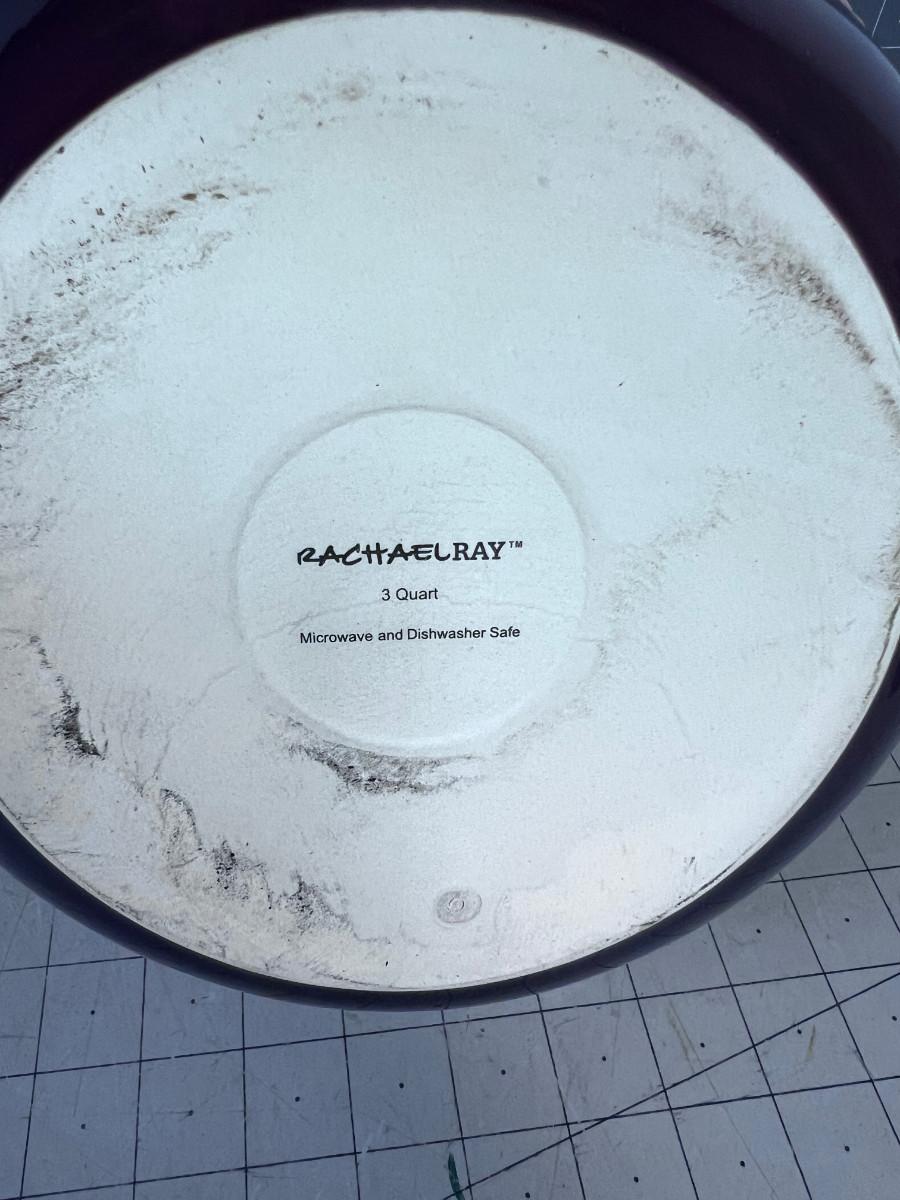 RACHAELRAY™
3 Quart
Microwave and Dishwasher Safe